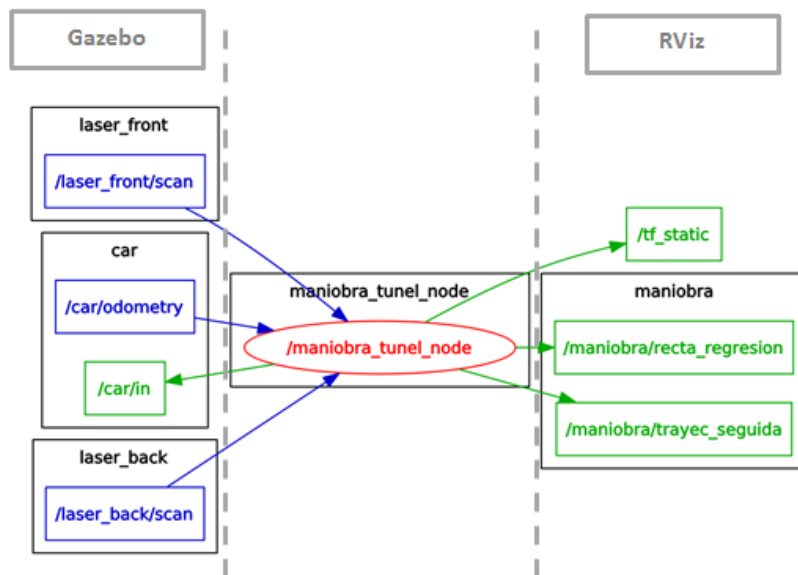 Gazebo
RViz
laser_front
/laser_front/scan
car
/car/odometry
/car/in
laser_back
/laser_back/scan
maniobra_tunel_node
/maniobra_tunel_node
/tf_static
maniobra
/maniobra/recta_regresion
/maniobra/trayec_seguida